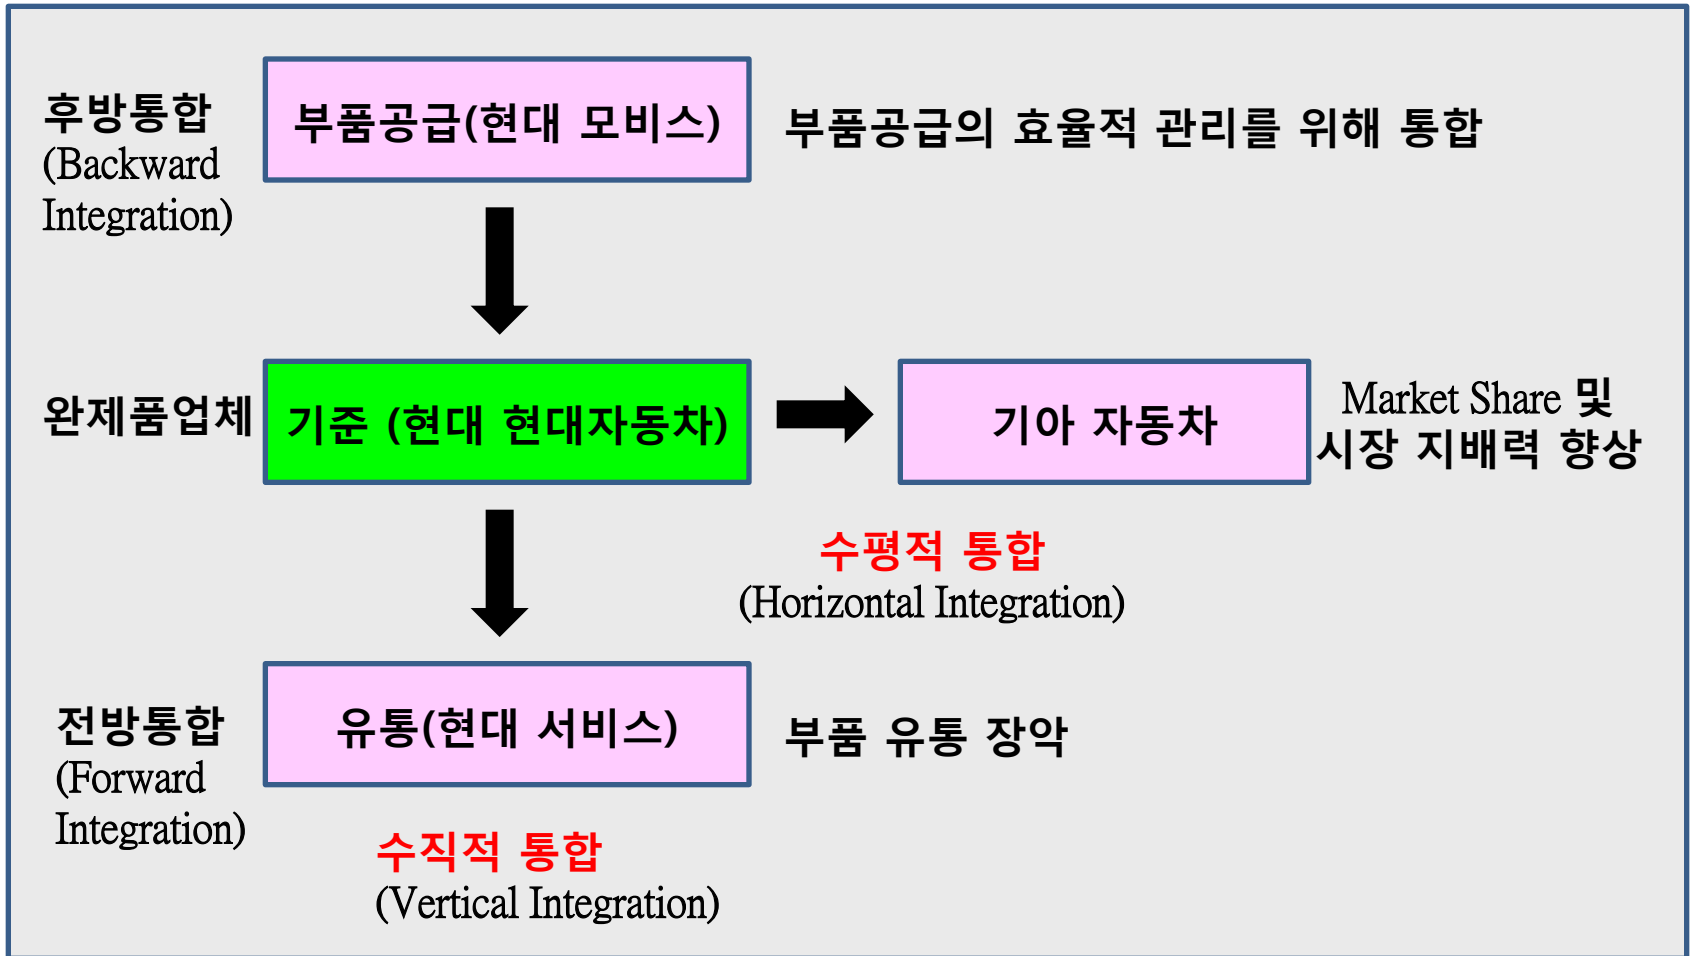 후방통합
(Backward
Integration)
부품공급(현대 모비스)
부품공급의 효율적 관리를 위해 통합
완제품업체
기준 (현대 현대자동차)
기아 자동차
Market Share 및
시장 지배력 향상
수평적 통합
(Horizontal Integration)
전방통합
(Forward
Integration)
유통(현대 서비스)
부품 유통 장악
수직적 통합
(Vertical Integration)